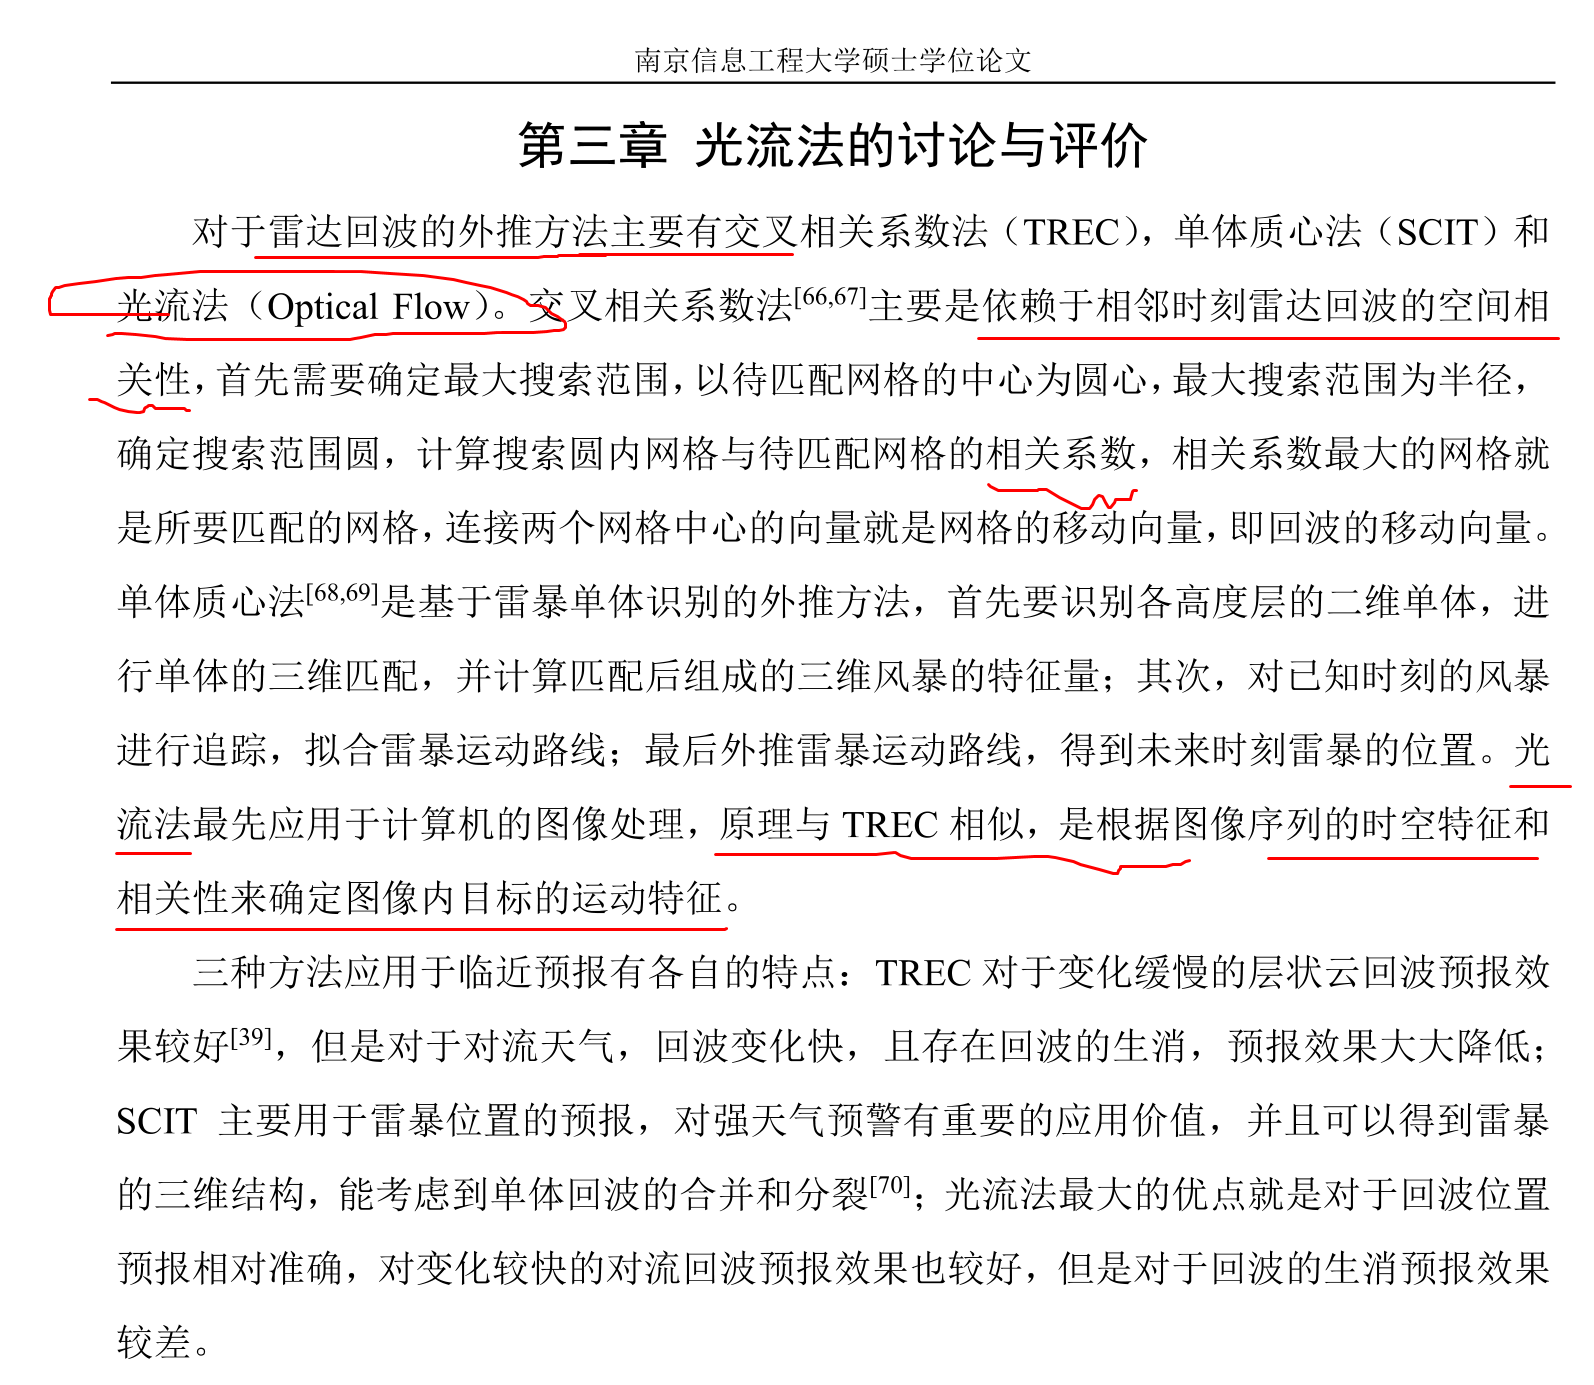 南京信息工程大学硕士学位论文
第三章 光流法的讨论与评价
对于雷达回波的外推方法主要有交叉相关系数法（TREC），单体质心法（SCIT）和
光流法（Optical Flow）。交叉相关系数法[66,67]主要是依赖于相邻时刻雷达回波的空间相
关性，首先需要确定最大搜索范围，以待匹配网格的中心为圆心，最大搜索范围为半径，
确定搜索范围圆，计算搜索圆内网格与待匹配网格的相关系数，相关系数最大的网格就
是所要匹配的网格，连接两个网格中心的向量就是网格的移动向量，即回波的移动向量。
单体质心法[68,69]是基于雷暴单体识别的外推方法，首先要识别各高度层的二维单体，进
行单体的三维匹配，并计算匹配后组成的三维风暴的特征量；其次，对已知时刻的风暴
进行追踪，拟合雷暴运动路线；最后外推雷暴运动路线，得到未来时刻雷暴的位置。光
流法最先应用于计算机的图像处理，原理与 TREC 相似，是根据图像序列的时空特征和
相关性来确定图像内目标的运动特征。
三种方法应用于临近预报有各自的特点：TREC 对于变化缓慢的层状云回波预报效
果较好[39]，但是对于对流天气，回波变化快，且存在回波的生消，预报效果大大降低；
SCIT 主要用于雷暴位置的预报，对强天气预警有重要的应用价值，并且可以得到雷暴
的三维结构，能考虑到单体回波的合并和分裂[70]；光流法最大的优点就是对于回波位置
预报相对准确，对变化较快的对流回波预报效果也较好，但是对于回波的生消预报效果
较差。